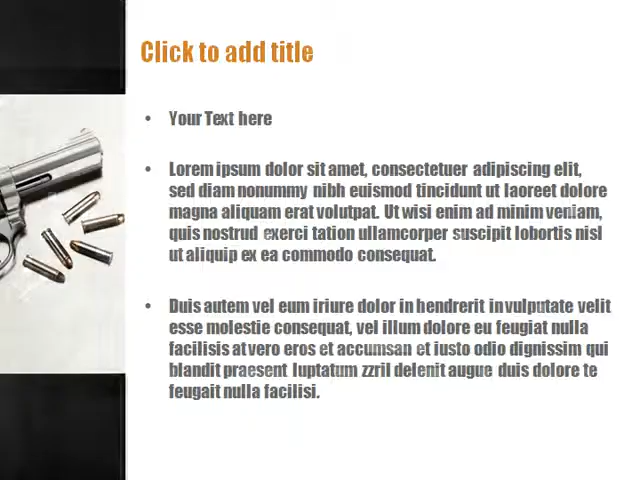 Click to add title
• Your Text here
• Lorem ipsum dolor sit amet, consectetuer adipiscing elit,
sed diam nonummy nibh euismod tincidunt ut laoreet dolore
magna aliquam erat volutpat. Ut wisi enim ad minim veniam,
quis nostrud exerci tation ullamcorper suscipit lobortis nisl
ut aliquip ex ea commodo consequat.
• Duis autem vel eum iriure dolor in hendrerit in vulputate velit
esse molestie consequat, vel illum dolore eu feugiat nulla
facilisis at vero eros et accumsan et iusto odio dignissim qui
blandit praesent luptatum zzril delenit augue duis dolore te
feugait nulla facilisi.